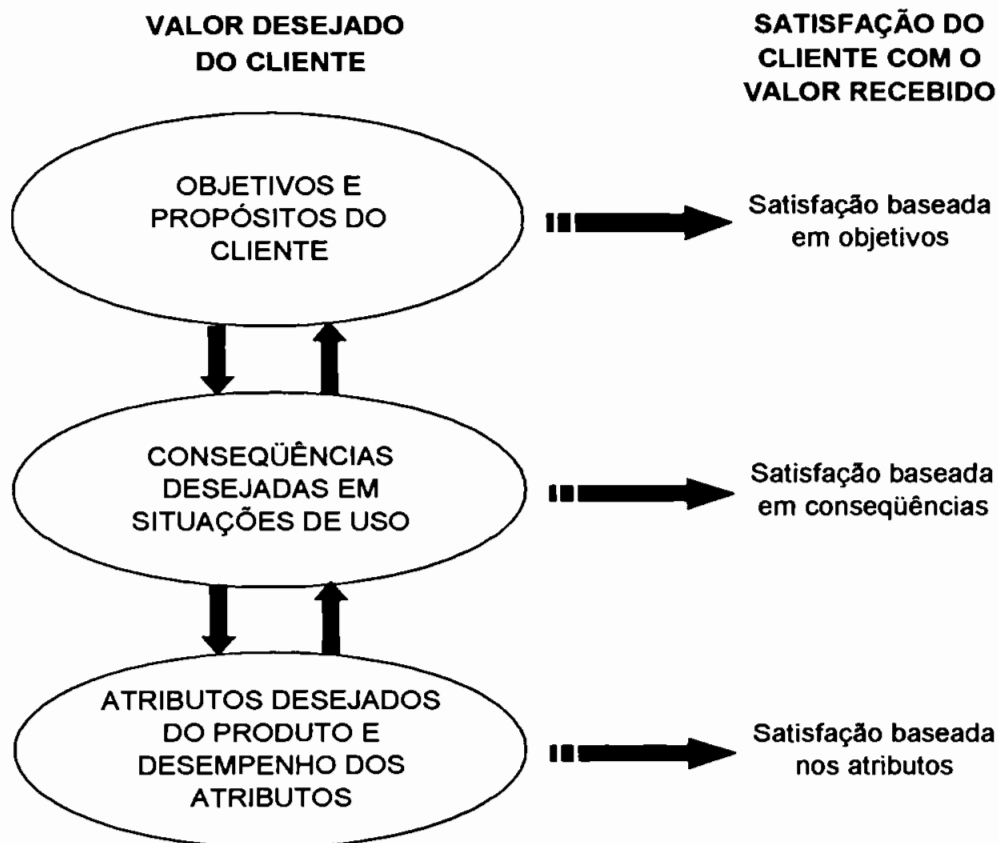 VALOR DESEJADO
DO CLIENTE
SATISFAÇÃO DO
CLIENTE COM O
VALOR RECEBIDO
OBJETIVOS E
PROPÓSITOS DO
CLIENTE
Satisfação baseada
em objetivos
CONSEQÜÊNCIAS
DESEJADAS EM
SITUAÇÕES DE USO
Satisfação baseada
em conseqüências
ATRIBUTOS DESEJADOS
DO PRODUTO E
DESEMPENHO DOS
ATRIBUTOS
Satisfação baseada
nos atributos